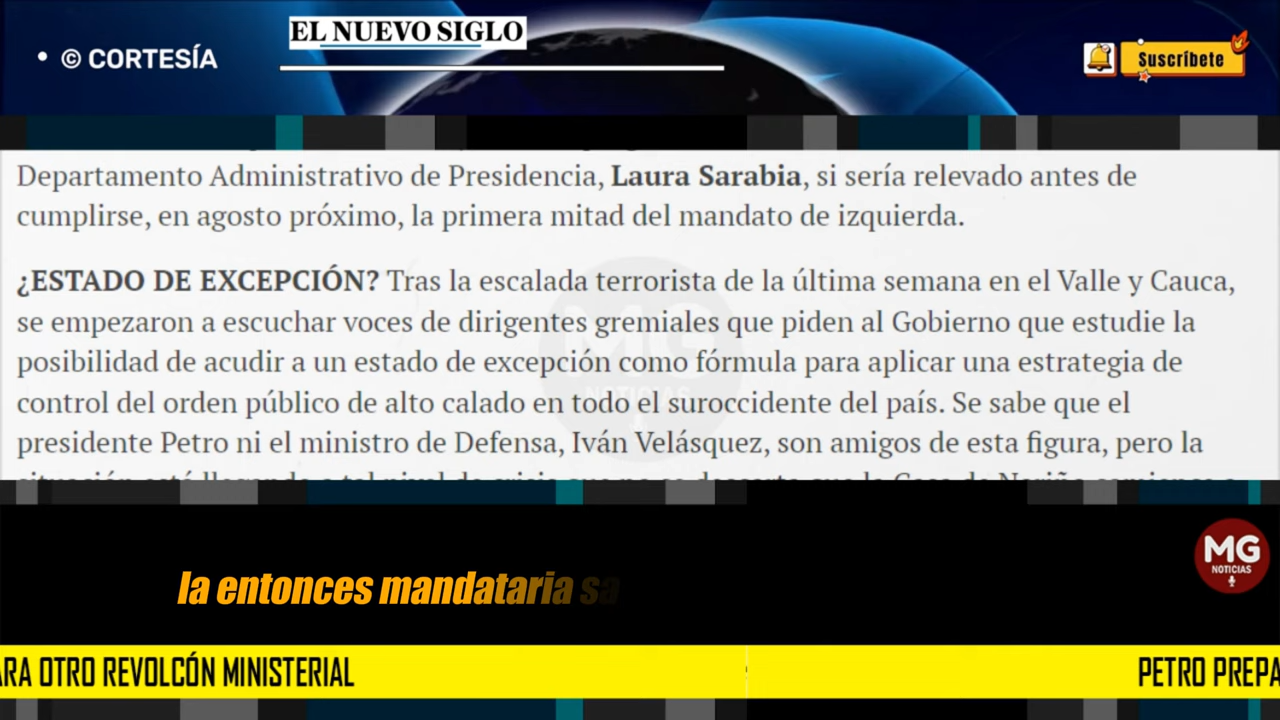 EL NUEVO SIGLO
• © CORTESÍA
Suscríbete
Departamento Administrativo de Presidencia, Laura Sarabia, si sería relevado antes de
cumplirse, en agosto próximo, la primera mitad del mandato de izquierda.
¿ESTADO DE EXCEPCIÓN? Tras la escalada terrorista de la última semana en el Valle y Cauca,
se empezaron a escuchar voces de dirigentes gremiales que piden al Gobierno que estudie la
posibilidad de acudir a un estado de excepción como fórmula para aplicar una estrategia de
control del orden público de alto calado en todo el suroccidente del país. Se sabe que el
presidente Petro ni el ministro de Defensa, Iván Velásquez, son amigos de esta figura, pero la
MG
NOTICIAS
la entonces mandataria sa
MG
NOTICIAS
ARA OTRO REVOLCÓN MINISTERIAL
PETRO PREPA